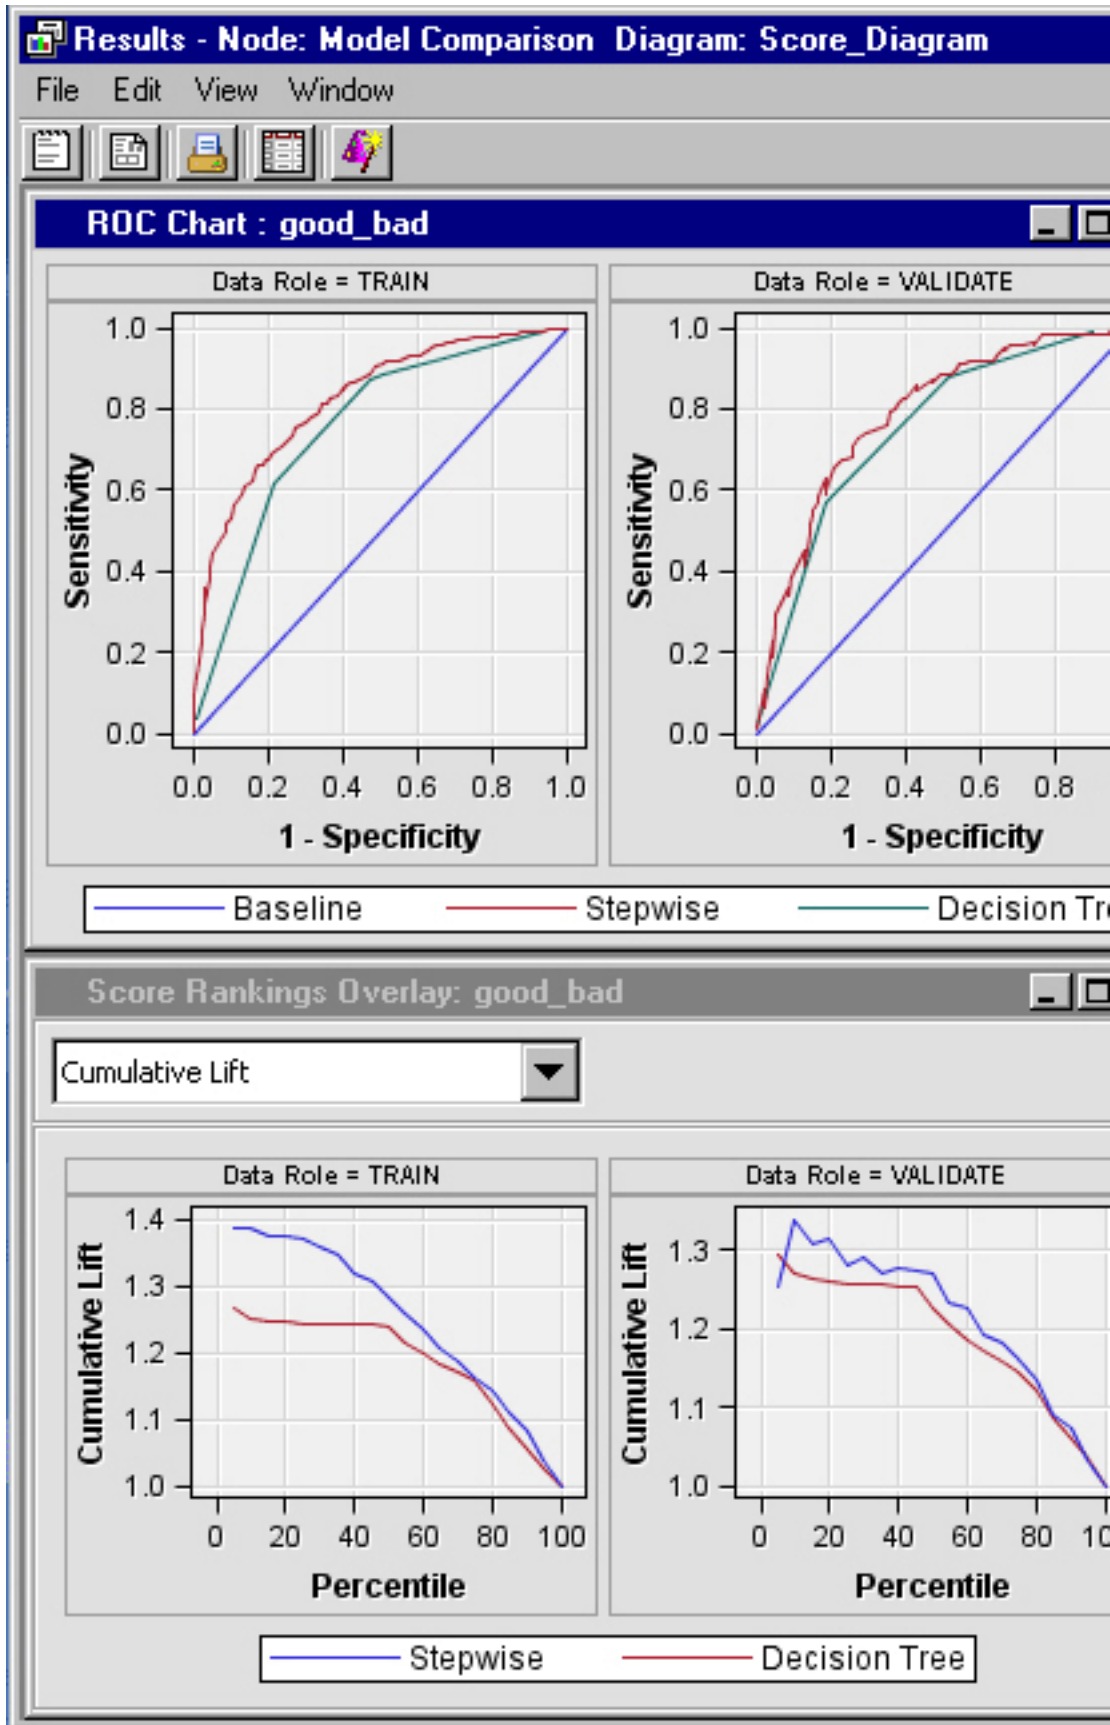 Results - Node: Model Comparison  Diagram: Score_Diagram
File Edit View Window
ROC Chart : good_bad
Data Role = TRAIN
Sensitivity
1.0
0.8
0.6
0.4
0.2
0.0
0.0 0.2 0.4 0.6 0.8 1.0
1 - Specificity
Data Role = VALIDATE
Sensitivity
1.0
0.8
0.6
0.4
0.2
0.0
0.0 0.2 0.4 0.6 0.8
1 - Specificity
Baseline Stepwise Decision Tre
Score Rankings Overlay: good_bad
Cumulative Lift
Data Role = TRAIN
Cumulative Lift
1.4
1.3
1.2
1.1
1.0
0 20 40 60 80 100
Percentile
Data Role = VALIDATE
Cumulative Lift
1.3
1.2
1.1
1.0
0 20 40 60 80 10
Percentile
Stepwise Decision Tree